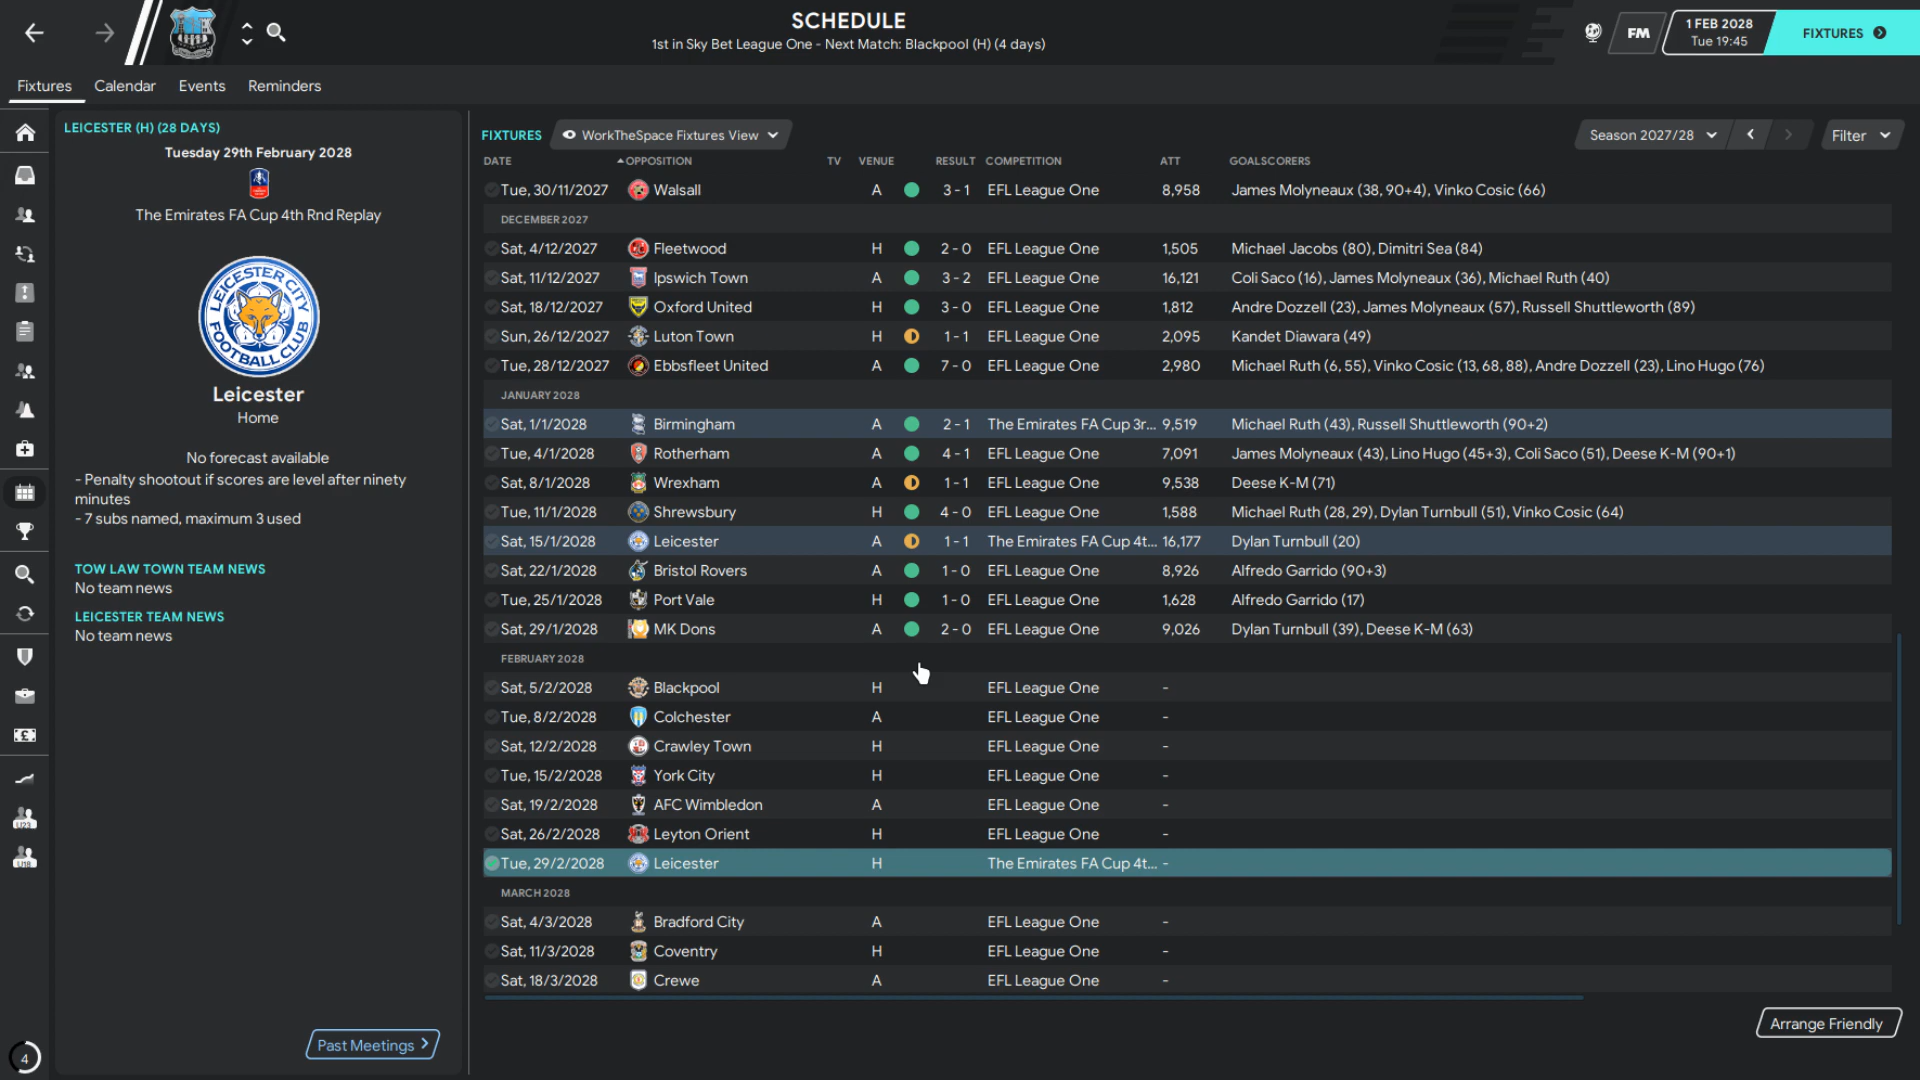 SCHEDULE
1st in Sky Bet League One - Next Match: Blackpool (H) (4 days)
FM
1 FEB 2028
Tue 19:45
FIXTURES
Fixtures Calendar Events Reminders
LEICESTER (H) (28 DAYS)
Tuesday 29th February 2028
The Emirates FA Cup 4th Rnd Replay
LEICESTER CITY
FOOTBALL CLUB
Leicester
Home
No forecast available
- Penalty shootout if scores are level after ninety
minutes
- 7 subs named, maximum 3 used
TOW LAW TOWN TEAM NEWS
No team news
LEICESTER TEAM NEWS
No team news
Past Meetings
FIXTURES WorkTheSpace Fixtures View Season 2027/28 Filter
DATE OPPOSITION TV VENUE RESULT COMPETITION ATT GOALSCORERS
Tue, 30/11/2027 Walsall A 3 - 1 EFL League One 8,958 James Molyneaux (38, 90+4), Vinko Cosic (66)
DECEMBER 2027
Sat, 4/12/2027 Fleetwood H 2 - 0 EFL League One 1,505 Michael Jacobs (80), Dimitri Sea (84)
Sat, 11/12/2027 Ipswich Town A 3 - 2 EFL League One 16,121 Coli Saco (16), James Molyneaux (36), Michael Ruth (40)
Sat, 18/12/2027 Oxford United H 3 - 0 EFL League One 1,812 Andre Dozzell (23), James Molyneaux (57), Russell Shuttleworth (89)
Sun, 26/12/2027 Luton Town H 1 - 1 EFL League One 2,095 Kandet Diawara (49)
Tue, 28/12/2027 Ebbsfleet United A 7 - 0 EFL League One 2,980 Michael Ruth (6, 55), Vinko Cosic (13, 68, 88), Andre Dozzell (23), Lino Hugo (76)
JANUARY 2028
Sat, 1/1/2028 Birmingham A 2 - 1 The Emirates FA Cup 3r... 9,519 Michael Ruth (43), Russell Shuttleworth (90+2)
Tue, 4/1/2028 Rotherham A 4 - 1 EFL League One 7,091 James Molyneaux (43), Lino Hugo (45+3), Coli Saco (51), Deese K-M (90+1)
Sat, 8/1/2028 Wrexham A 1 - 1 EFL League One 9,538 Deese K-M (71)
Tue, 11/1/2028 Shrewsbury H 4 - 0 EFL League One 1,588 Michael Ruth (28, 29), Dylan Turnbull (51), Vinko Cosic (64)
Sat, 15/1/2028 Leicester A 1 - 1 The Emirates FA Cup 4t... 16,177 Dylan Turnbull (20)
Sat, 22/1/2028 Bristol Rovers A 1 - 0 EFL League One 8,926 Alfredo Garrido (90+3)
Tue, 25/1/2028 Port Vale H 1 - 0 EFL League One 1,628 Alfredo Garrido (17)
Sat, 29/1/2028 MK Dons A 2 - 0 EFL League One 9,026 Dylan Turnbull (39), Deese K-M (63)
FEBRUARY 2028
Sat, 5/2/2028 Blackpool H EFL League One -
Tue, 8/2/2028 Colchester A EFL League One -
Sat, 12/2/2028 Crawley Town H EFL League One -
Tue, 15/2/2028 York City H EFL League One -
Sat, 19/2/2028 AFC Wimbledon A EFL League One -
Sat, 26/2/2028 Leyton Orient H EFL League One -
Tue, 29/2/2028 Leicester H The Emirates FA Cup 4t... -
MARCH 2028
Sat, 4/3/2028 Bradford City A EFL League One -
Sat, 11/3/2028 Coventry H EFL League One -
Sat, 18/3/2028 Crewe A EFL League One -
Arrange Friendly
U23
U18
4